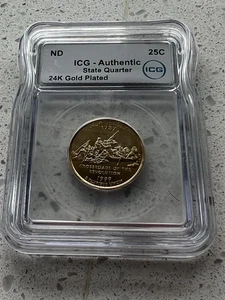 ND 25C
ICG - Authentic
State Quarter
24K Gold Plated
ICG
CROSSROADS OF THE
REVOLUTION
1999